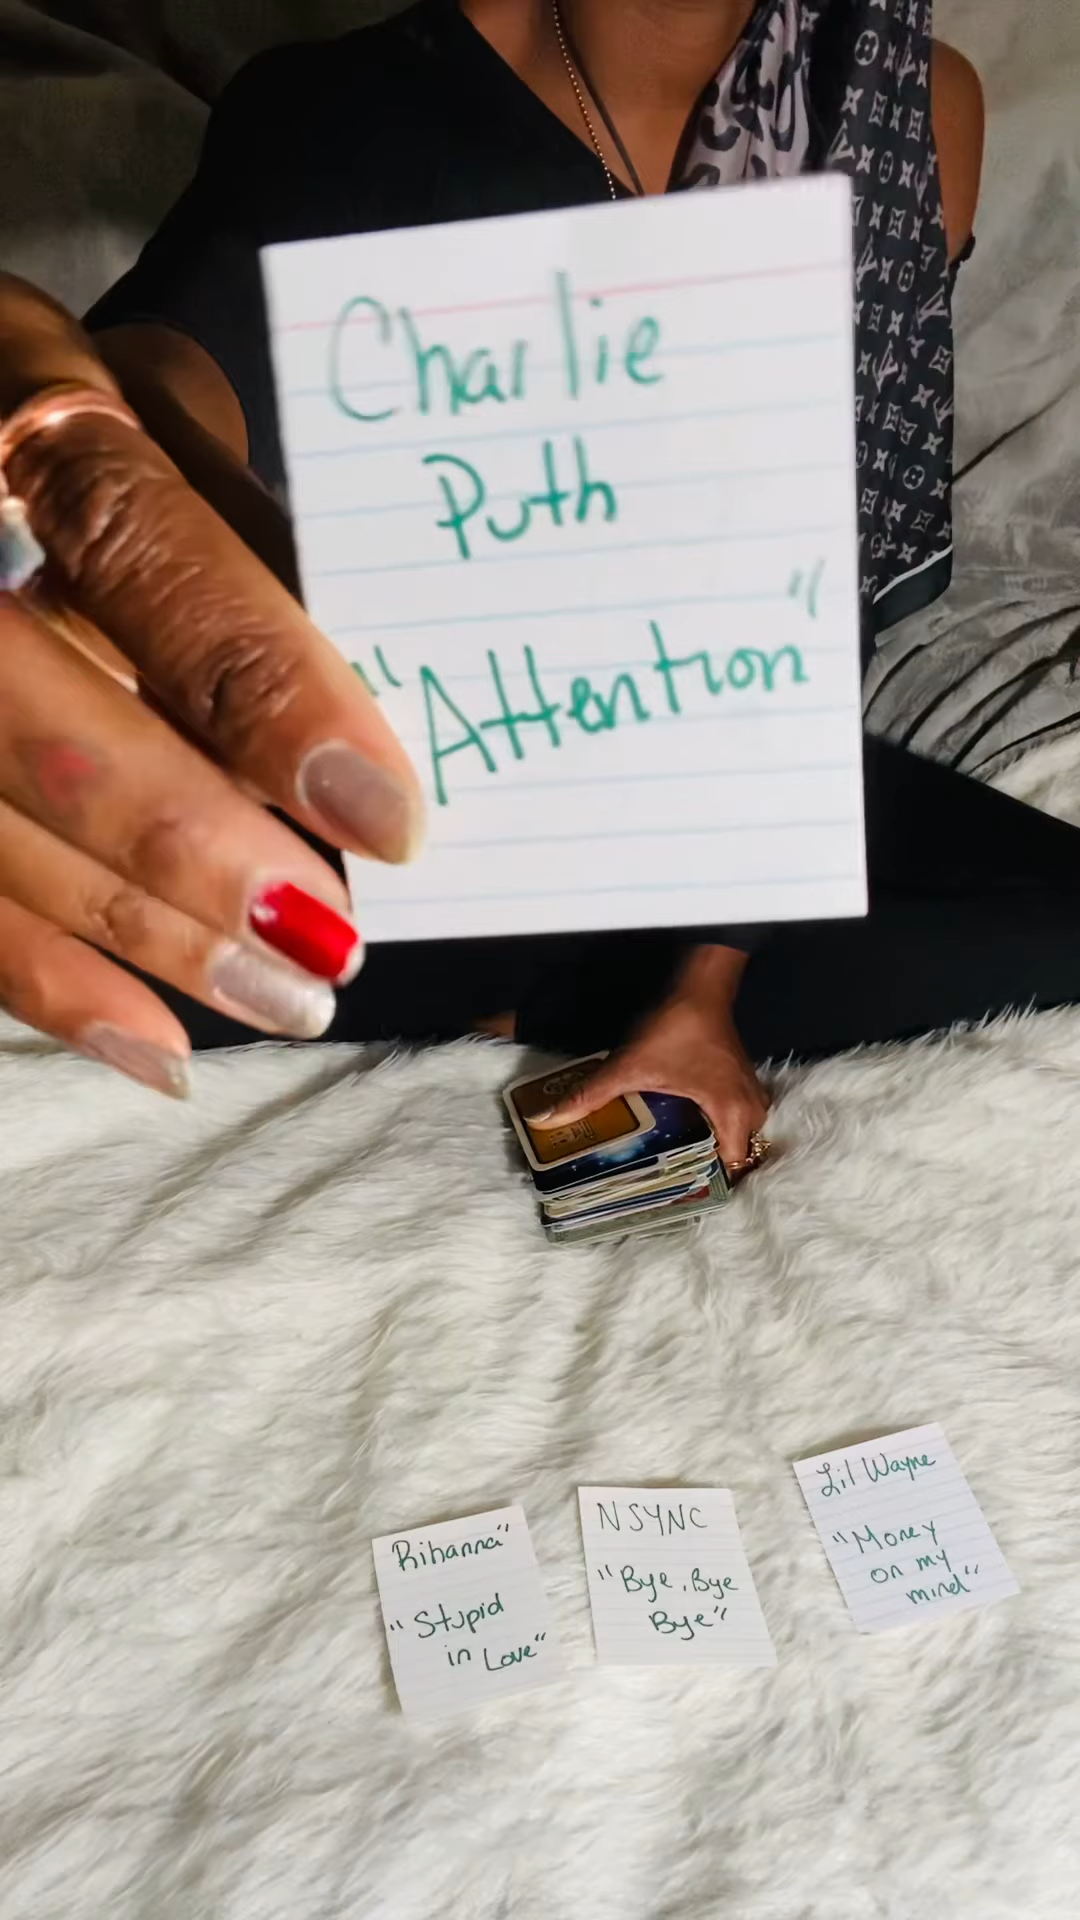 Charlie
Puth
"Attention"
Rihanna"
"Stupid
in Love"
NSYNC
"Bye, Bye
Bye"
Lil Wayne
"Money
on my
mind"